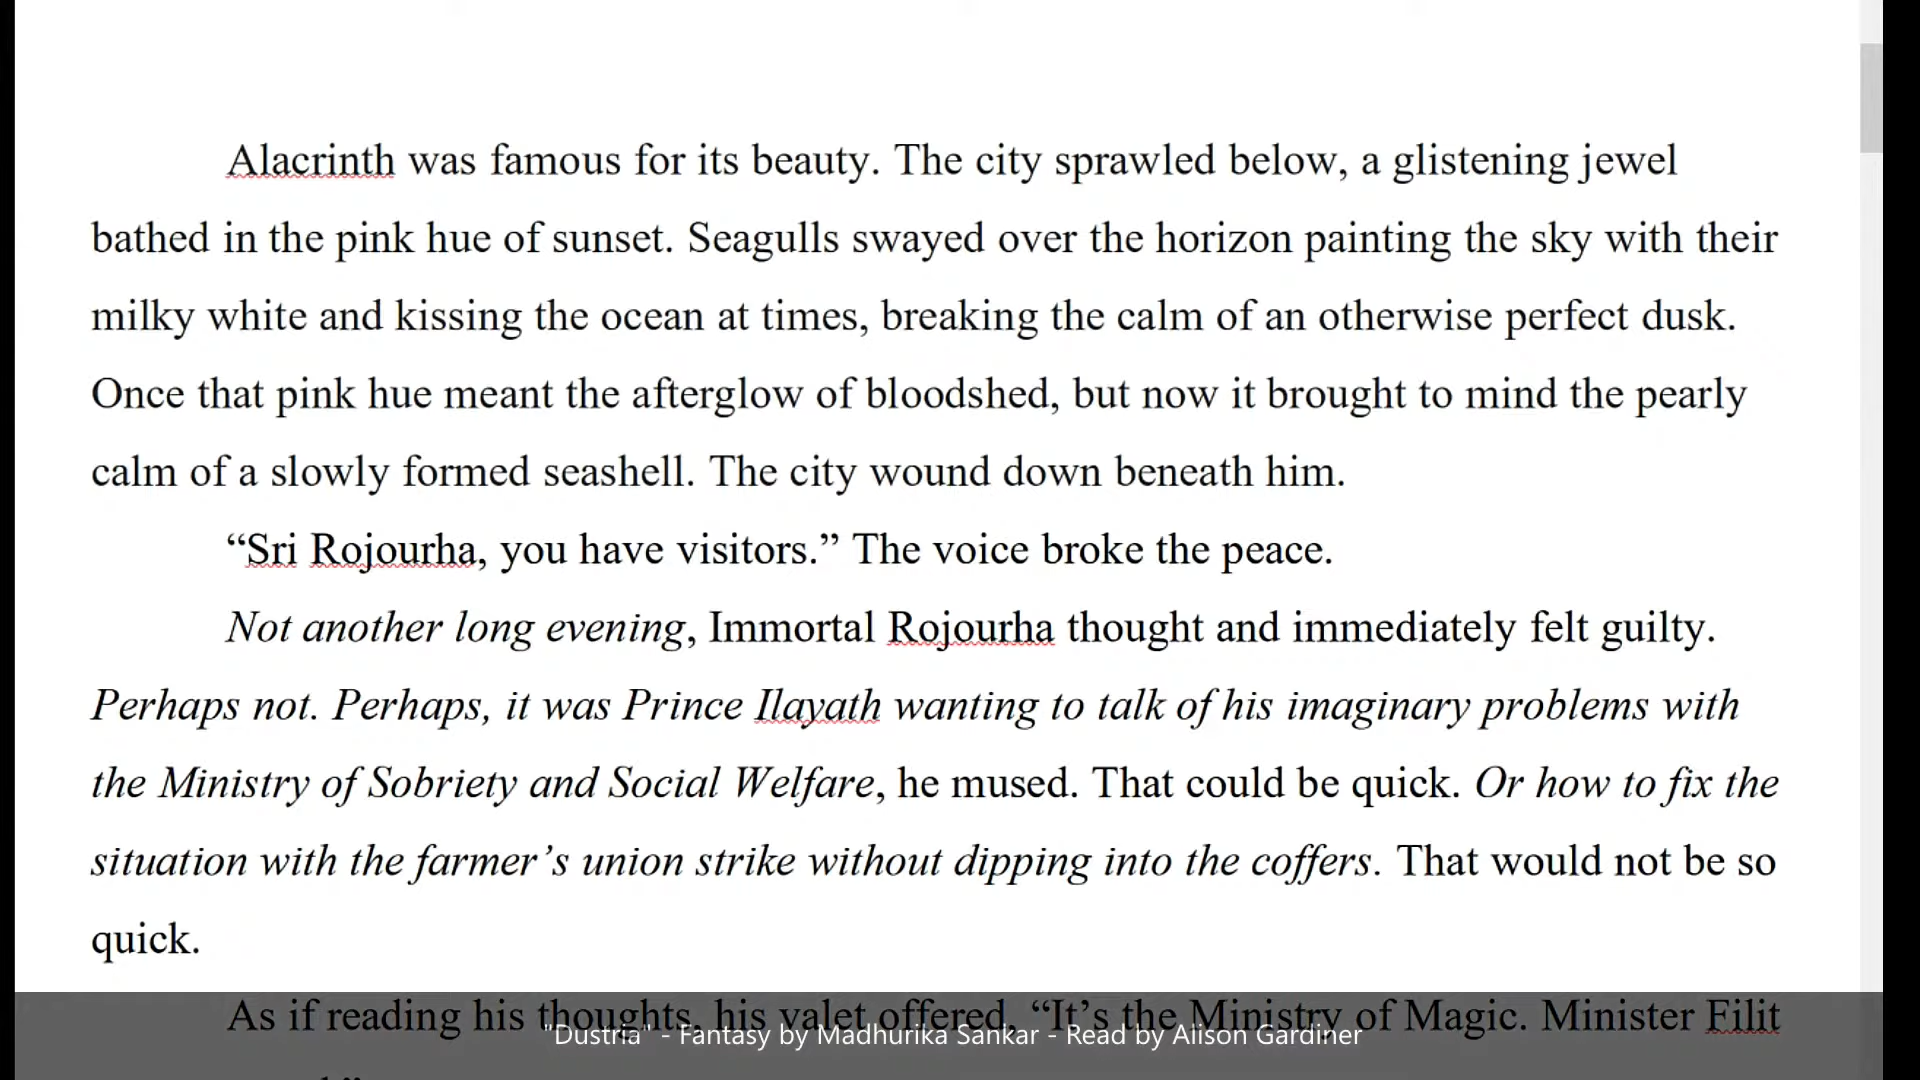 Alacrinth was famous for its beauty. The city sprawled below, a glistening jewel
bathed in the pink hue of sunset. Seagulls swayed over the horizon painting the sky with their
milky white and kissing the ocean at times, breaking the calm of an otherwise perfect dusk.
Once that pink hue meant the afterglow of bloodshed, but now it brought to mind the pearly
calm of a slowly formed seashell. The city wound down beneath him.
“Sri Rojourha, you have visitors.” The voice broke the peace.
Not another long evening, Immortal Rojourha thought and immediately felt guilty.
Perhaps not. Perhaps, it was Prince Ilayath wanting to talk of his imaginary problems with
the Ministry of Sobriety and Social Welfare, he mused. That could be quick. Or how to fix the
situation with the farmer’s union strike without dipping into the coffers. That would not be so
quick.
As if reading his thoughts, his valet offered, “It’s the Ministry of Magic. Minister Filit
"Dustria" - Fantasy by Madhurika Sankar - Read by Alison Gardiner